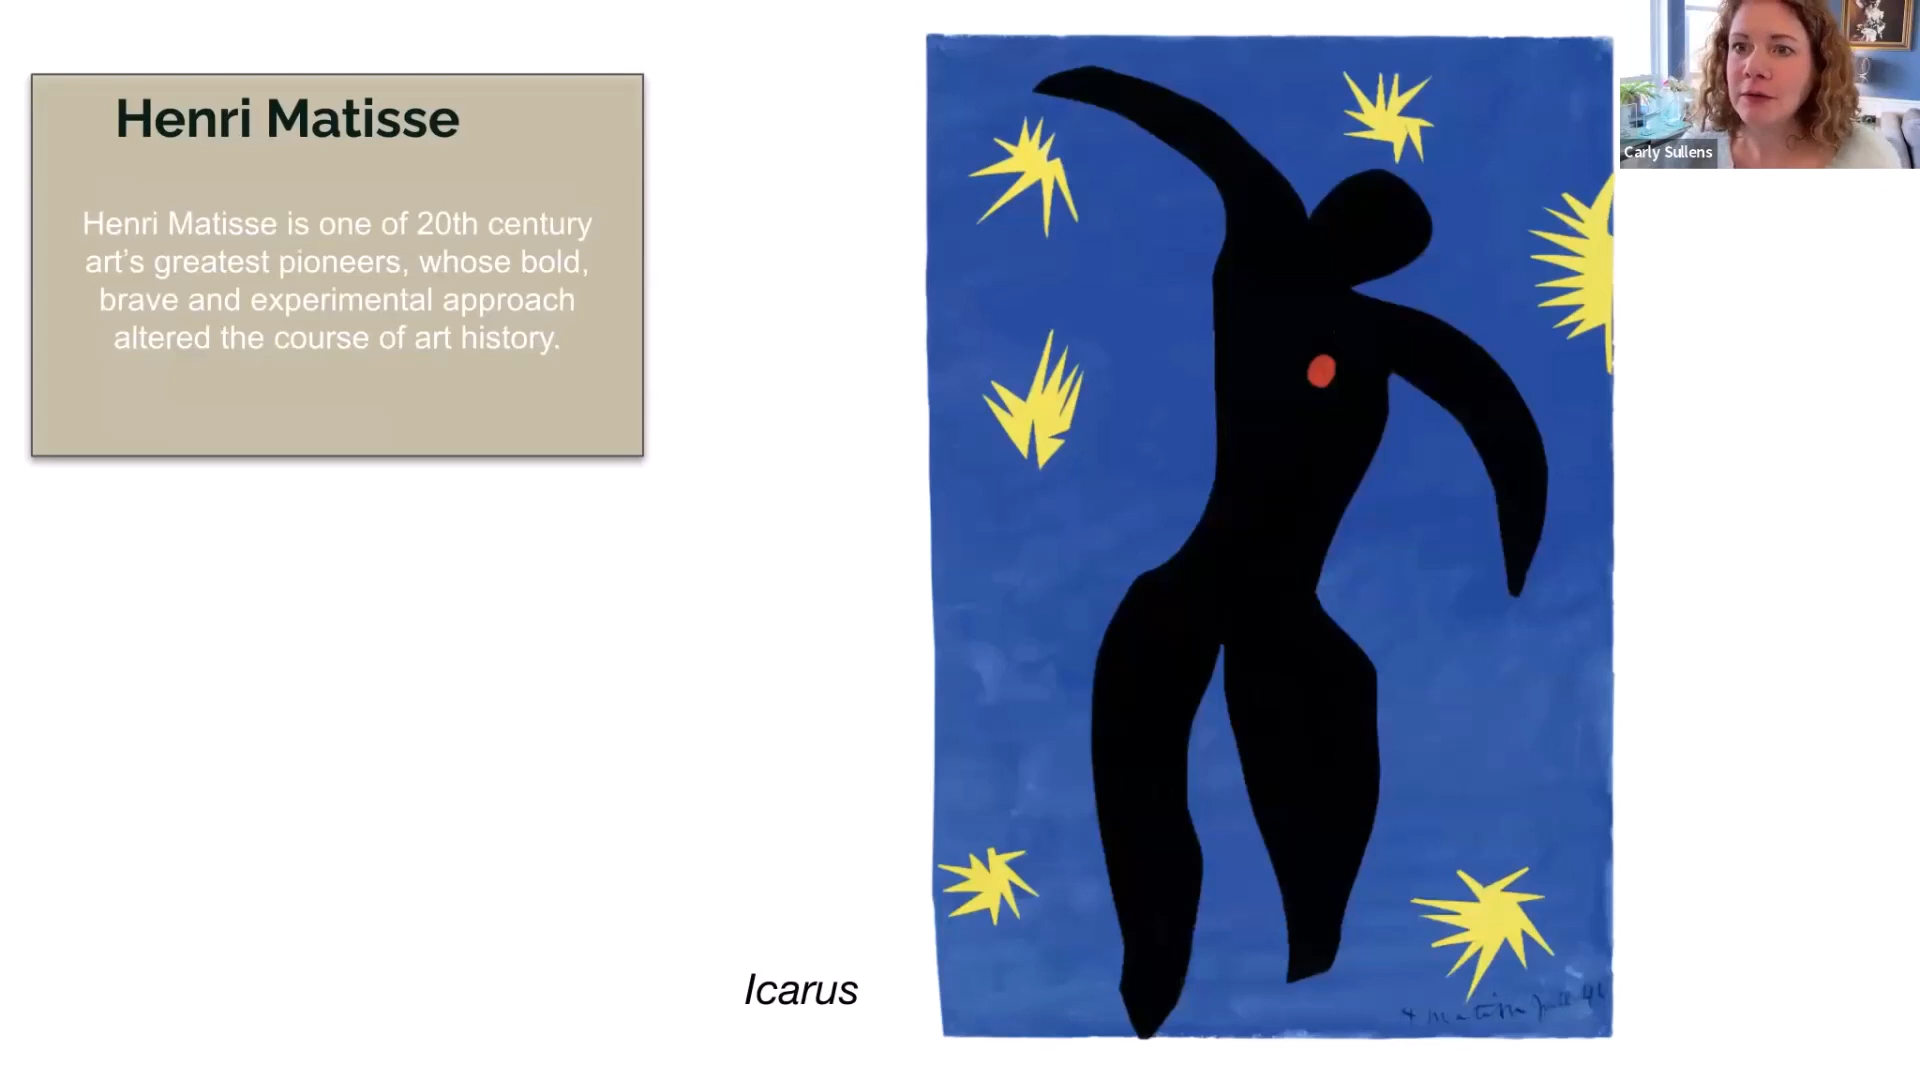 Henri Matisse
Henri Matisse is one of 20th century
art’s greatest pioneers, whose bold,
brave and experimental approach
altered the course of art history.
Carly Sullens
Icarus
H Matisse